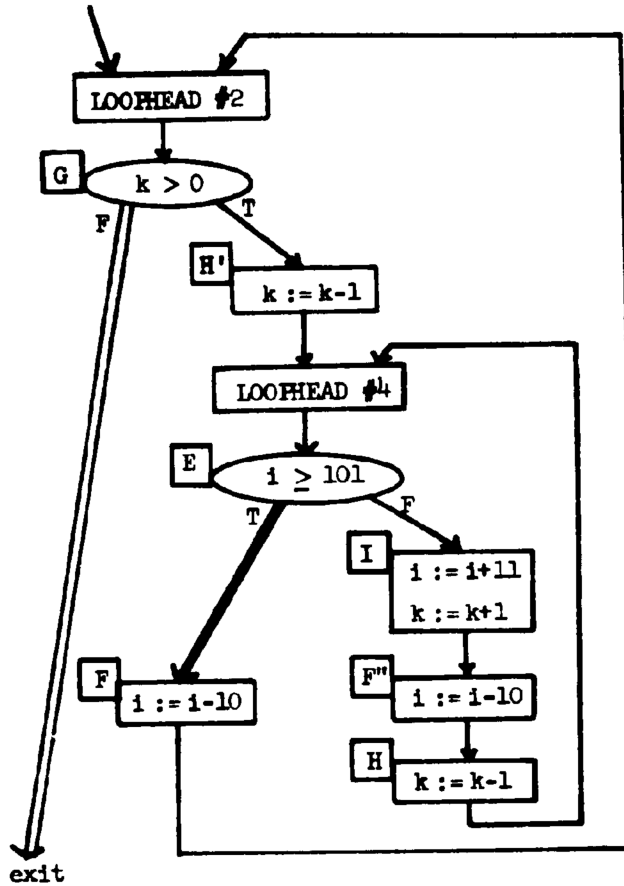 LOOPHEAD #2
G
k > 0
F
T
H'
k := k-1
LOOPHEAD #4
E
i ≥ 101
T
F
I
i := i+11
k := k+1
F
i := i-10
F"
i := i-10
H
k := k-1
exit